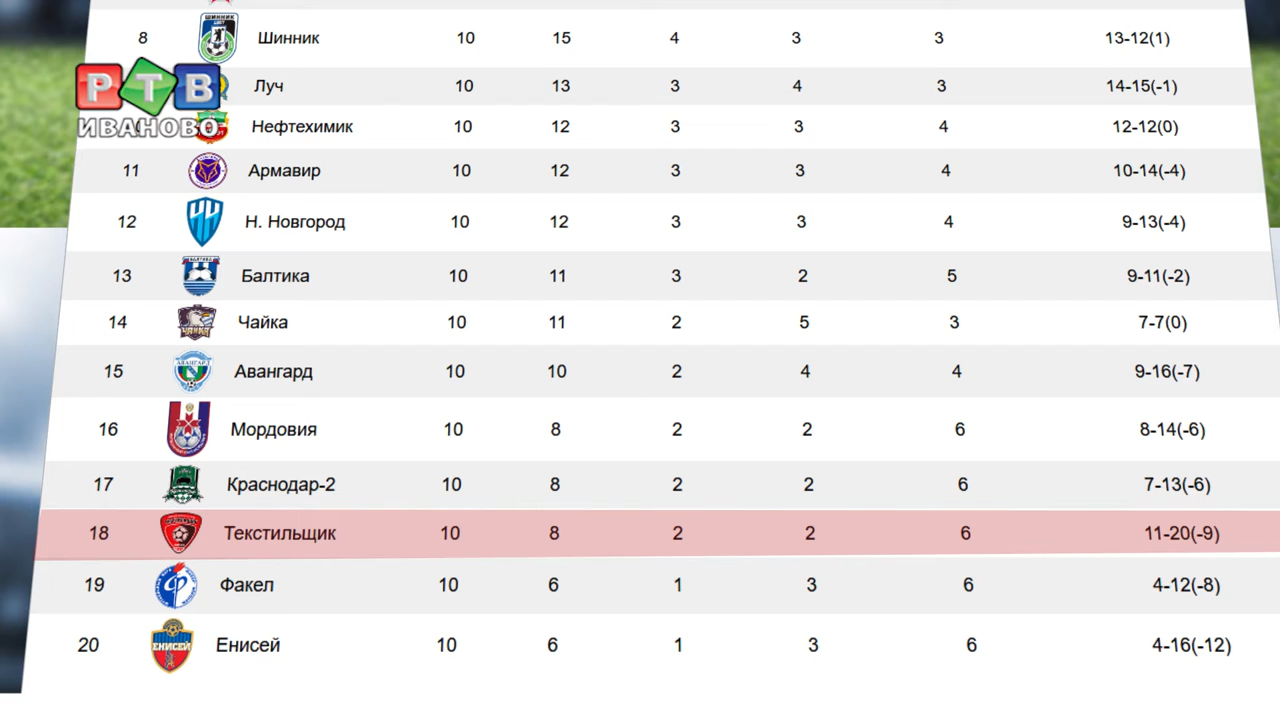 ШИННИК
8 Шинник 10 15 4 3 3 13-12(1)
Луч 10 13 3 4 3 14-15(-1)
РТВ
ИВАНОВО
Нефтехимик 10 12 3 3 4 12-12(0)
11 Армавир 10 12 3 3 4 10-14(-4)
12 Н. Новгород 10 12 3 3 4 9-13(-4)
БАЛТИКА
13 Балтика 10 11 3 2 5 9-11(-2)
ЧАЙКА
14 Чайка 10 11 2 5 3 7-7(0)
АВАНГАРД
15 Авангард 10 10 2 4 4 9-16(-7)
16 Мордовия 10 8 2 2 6 8-14(-6)
17 Краснодар-2 10 8 2 2 6 7-13(-6)
18 Текстильщик 10 8 2 2 6 11-20(-9)
19 Факел 10 6 1 3 6 4-12(-8)
ЕНИСЕЙ
20 Енисей 10 6 1 3 6 4-16(-12)